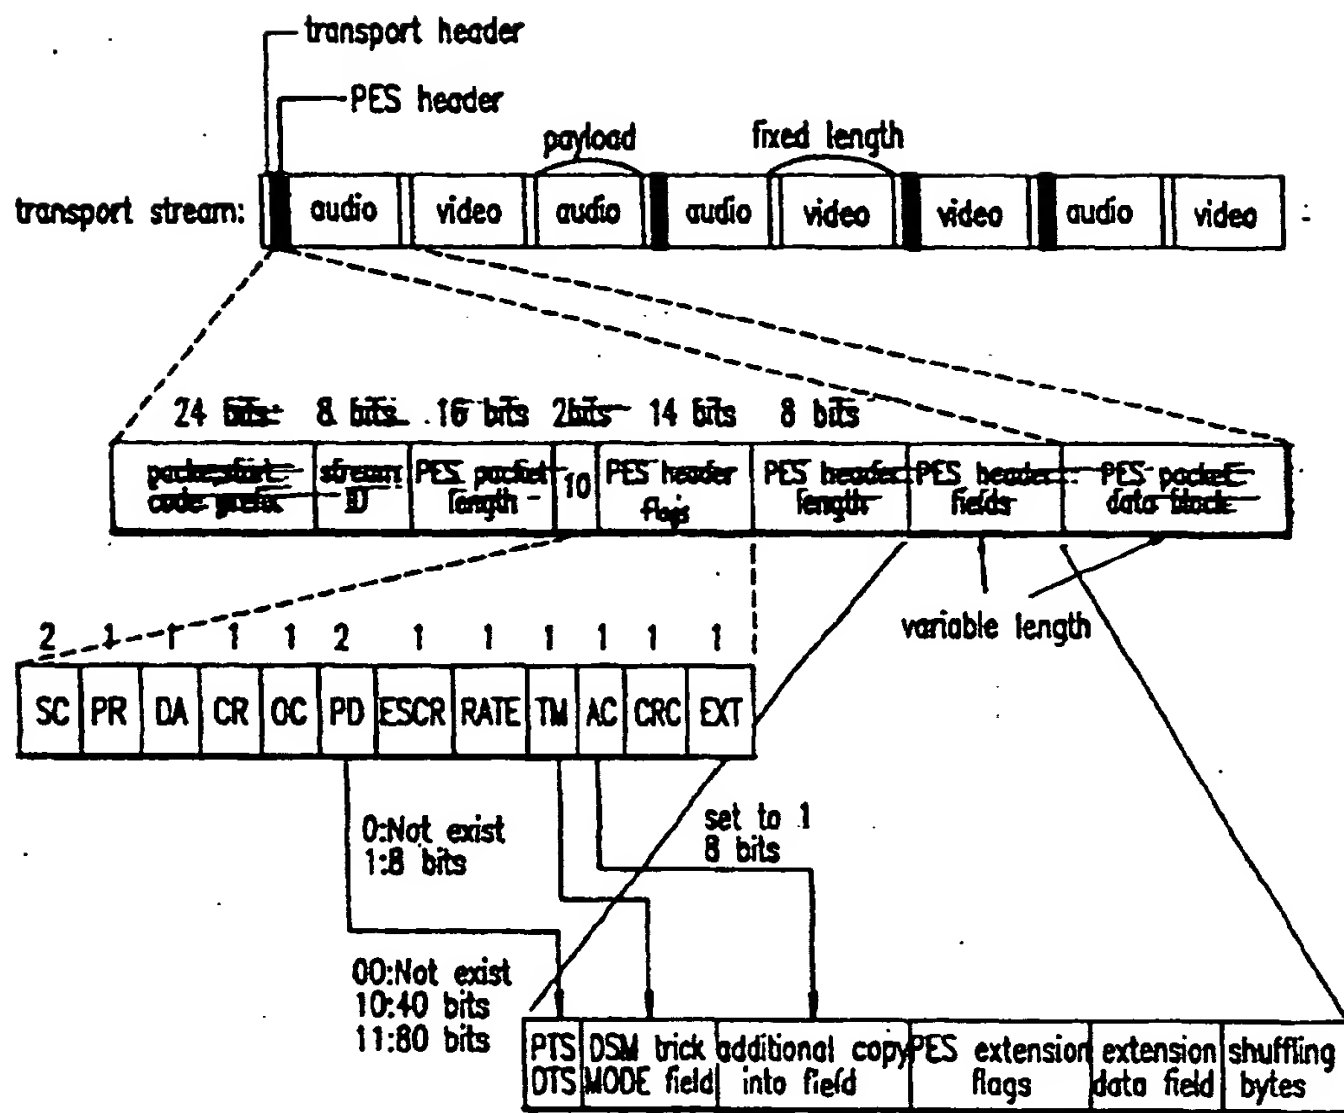 transport header
PES header
payload fixed length
transport stream: audio video audio audio video video audio video
24 bits 8 bits 16 bits 2bits 14 bits 8 bits
stream PES packet 10 PES header PES header PES header PES packet
code prefix ID length flags length fields data block
variable length
2 1 1 1 1 2 1 1 1 1 1 1
SC PR DA CR OC PD ESCR RATE TM AC CRC EXT
0:Not exist
1:8 bits
set to 1
8 bits
00:Not exist
10:40 bits
11:80 bits
PTS DSM trick additional copy PES extension extension shuffling
DTS MODE field into field flags data field bytes